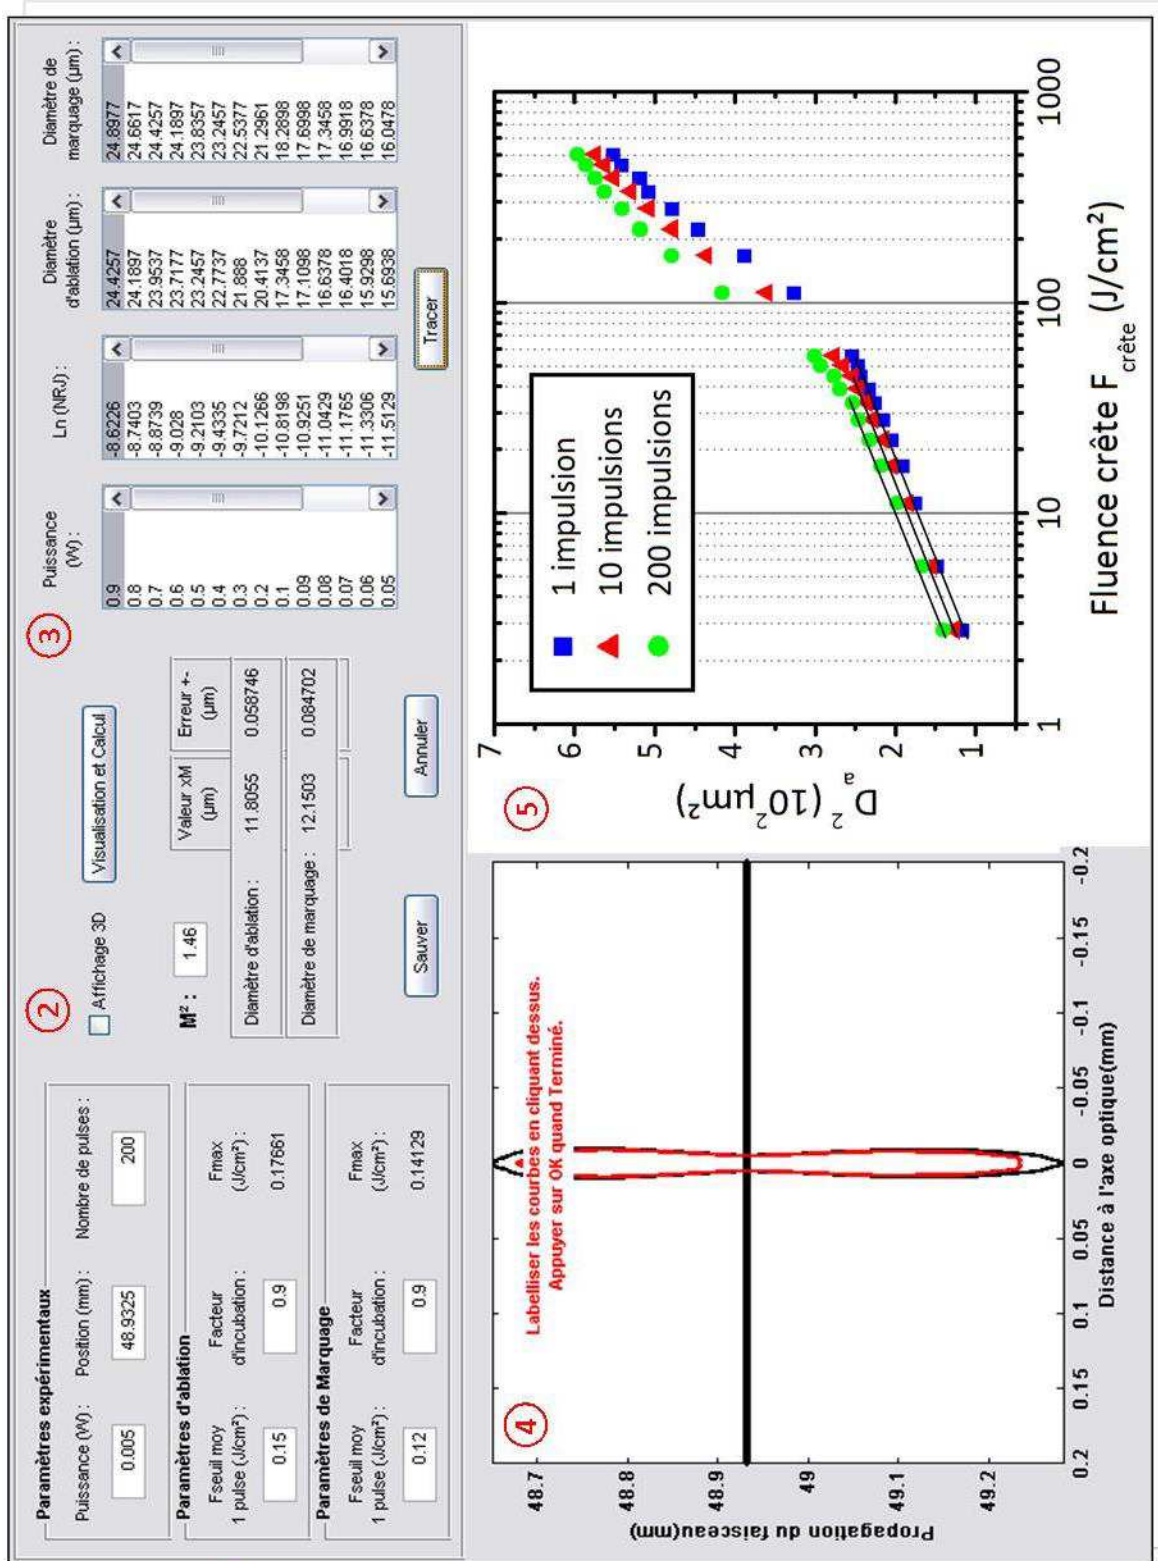 Paramètres expérimentaux
Puissance (W) :
Position (mm) :
Nombre de pulses :
0.005
48.9325
200
Paramètres d'ablation
Fseuil moy
1 pulse (J/cm²) :
Facteur
d'incubation :
Fmax
(J/cm²) :
0.15
0.9
0.17661
Paramètres de Marquage
Fseuil moy
1 pulse (J/cm²) :
Facteur
d'incubation :
Fmax
(J/cm²) :
0.12
0.9
0.14129
2
Affichage 3D
Visualisation et Calcul
M² :
1.46
Valeur xM
(µm)
Erreur +-
(µm)
Diamètre d'ablation :
11.8055
0.058746
Diamètre de marquage :
12.1503
0.084702
Sauver
Annuler
3
Puissance
(W) :
0.9
0.8
0.7
0.6
0.5
0.4
0.3
0.2
0.1
0.09
0.08
0.07
0.06
0.05
Ln (NRJ) :
-8.6226
-8.7403
-8.8739
-9.028
-9.2103
-9.4335
-9.7212
-10.1266
-10.8198
-10.9251
-11.0429
-11.1765
-11.3306
-11.5129
Diamètre
d'ablation (µm) :
24.4257
24.1897
23.9537
23.7177
23.2457
22.7737
21.888
20.4137
17.3458
17.1098
16.6378
16.4018
15.9298
15.6938
Diamètre de
marquage (µm) :
24.8977
24.6617
24.4257
24.1897
23.8357
23.2457
22.5377
21.2961
18.2898
17.6998
17.3458
16.9918
16.6378
16.0478
Tracer
4
Labelliser les courbes en cliquant dessus.
Appuyer sur OK quand Terminé.
Propagation du faisceau(mm)
48.7
48.8
48.9
49
49.1
49.2
0.2
0.15
0.1
0.05
0
-0.05
-0.1
-0.15
-0.2
Distance à l'axe optique(mm)
5
D²ₐ (10² µm²)
7
6
5
4
3
2
1
1 impulsion
10 impulsions
200 impulsions
1
10
100
1000
Fluence crête F crête (J/cm²)